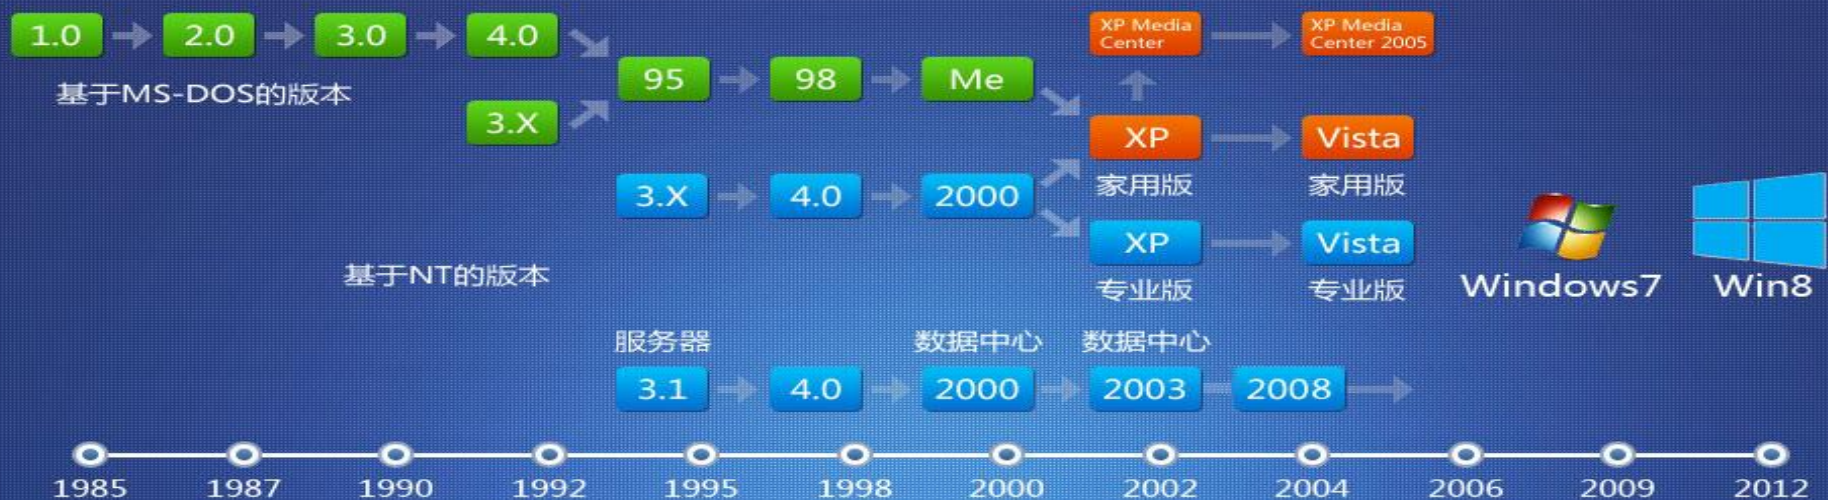 1.0
2.0
3.0
4.0
XP Media
Center
XP Media
Center 2005
95
98
Me
基于MS-DOS的版本
3.X
XP
Vista
家用版
家用版
3.X
4.0
2000
XP
Vista
专业版
专业版
基于NT的版本
Windows7
Win8
服务器
数据中心
数据中心
3.1
4.0
2000
2003
2008
1985
1987
1990
1992
1995
1998
2000
2002
2004
2006
2009
2012